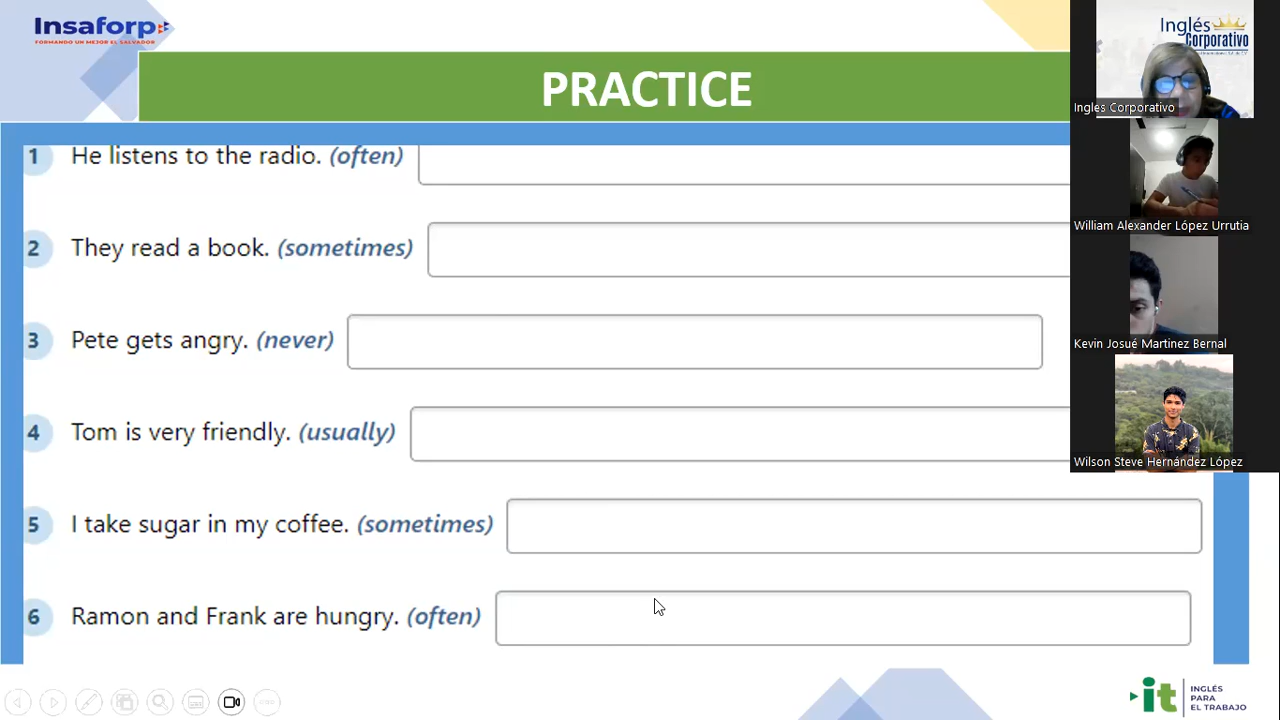 Insaforp
FORMANDO UN MEJOR EL SALVADOR
PRACTICE
1 He listens to the radio. (often)
2 They read a book. (sometimes)
3 Pete gets angry. (never)
4 Tom is very friendly. (usually)
5 I take sugar in my coffee. (sometimes)
6 Ramon and Frank are hungry. (often)
Inglés
Corporativo
Ingles Corporativo
William Alexander López Urrutia
Kevin Josué Martinez Bernal
Wilson Steve Hernández López
it
INGLÉS
PARA
EL TRABAJO